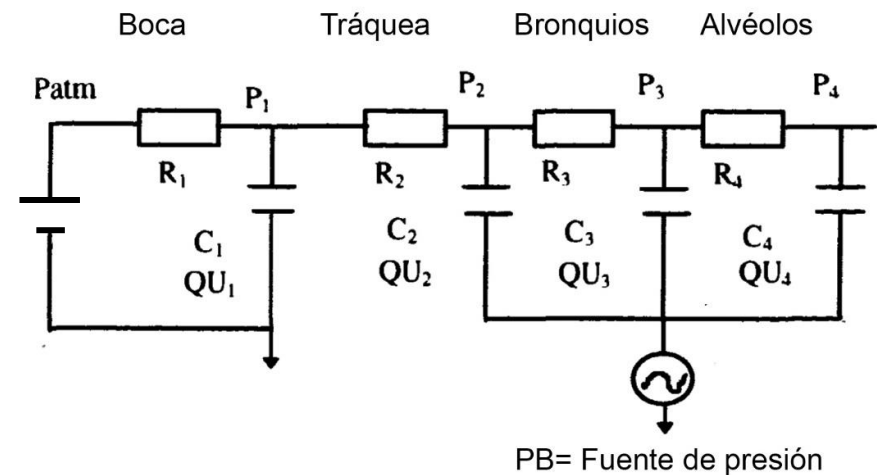 Boca Tráquea Bronquios Alvéolos
Patm P₁ P₂ P₃ P₄
R₁ R₂ R₃ R₄
C₁ C₂ C₃ C₄
QU₁ QU₂ QU₃ QU₄
PB= Fuente de presión